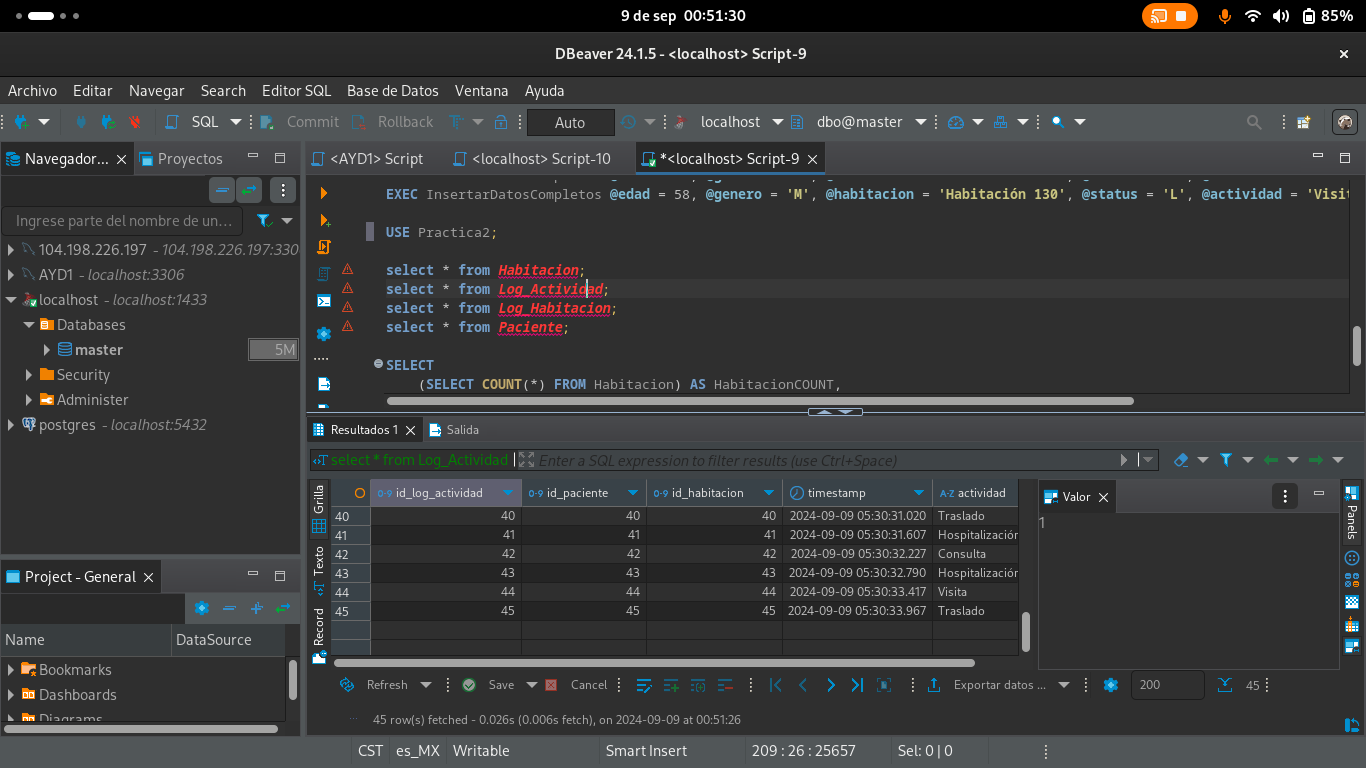 9 de sep 00:51:30
85%
DBeaver 24.1.5 - <localhost> Script-9
Archivo Editar Navegar Search Editor SQL Base de Datos Ventana Ayuda
SQL Commit Rollback Auto localhost dbo@master
Navegador... Proyectos
<AYD1> Script <localhost> Script-10 *<localhost> Script-9
Ingrese parte del nombre de un...
104.198.226.197 - 104.198.226.197:330
AYD1 - localhost:3306
localhost - localhost:1433
Databases
master 5M
Security
Administer
postgres - localhost:5432
EXEC InsertarDatosCompletos @edad = 58, @genero = 'M', @habitacion = 'Habitación 130', @status = 'L', @actividad = 'Visit
USE Practica2;
select * from Habitacion;
select * from Log_Actividad;
select * from Log_Habitacion;
select * from Paciente;
SELECT
(SELECT COUNT(*) FROM Habitacion) AS HabitacionCOUNT,
Resultados 1 Salida
select * from Log_Actividad Enter a SQL expression to filter results (use Ctrl+Space)
Grilla
Texto
Record
id_log_actividad id_paciente id_habitacion timestamp actividad
40 40 40 40 2024-09-09 05:30:31.020 Traslado
41 41 41 41 2024-09-09 05:30:31.607 Hospitalización
42 42 42 42 2024-09-09 05:30:32.227 Consulta
43 43 43 43 2024-09-09 05:30:32.790 Hospitalización
44 44 44 44 2024-09-09 05:30:33.417 Visita
45 45 45 45 2024-09-09 05:30:33.967 Traslado
Valor
1
Panels
Project - General
Name DataSource
Bookmarks
Dashboards
Diagrams
Refresh Save Cancel Exportar datos ... 200 45
45 row(s) fetched - 0.026s (0.006s fetch), on 2024-09-09 at 00:51:26
CST es_MX Writable Smart Insert 209 : 26 : 25657 Sel: 0 | 0